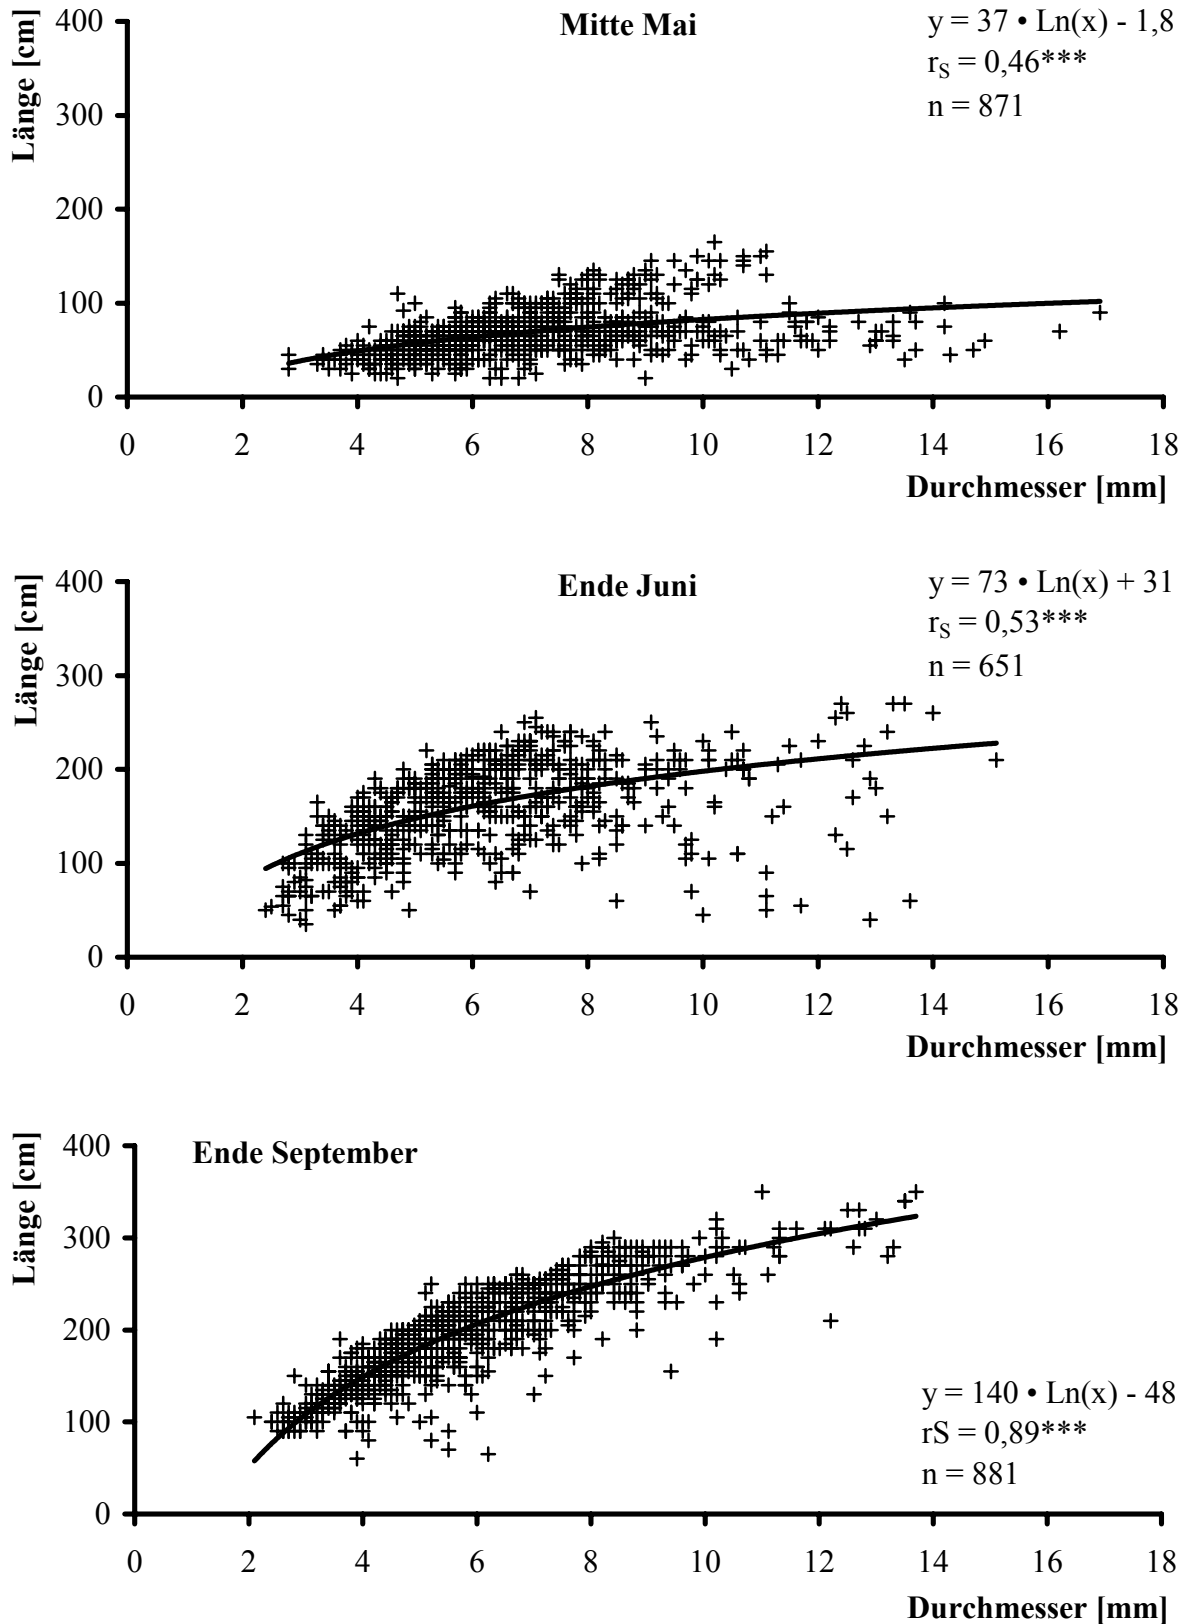 Mitte Mai
y = 37 • Ln(x) - 1,8
rS = 0,46***
n = 871
Länge [cm]
400
300
200
100
0
0 2 4 6 8 10 12 14 16 18
Durchmesser [mm]
Ende Juni
y = 73 • Ln(x) + 31
rS = 0,53***
n = 651
Länge [cm]
400
300
200
100
0
0 2 4 6 8 10 12 14 16 18
Durchmesser [mm]
Ende September
Länge [cm]
400
300
200
100
0
y = 140 • Ln(x) - 48
rS = 0,89***
n = 881
0 2 4 6 8 10 12 14 16 18
Durchmesser [mm]